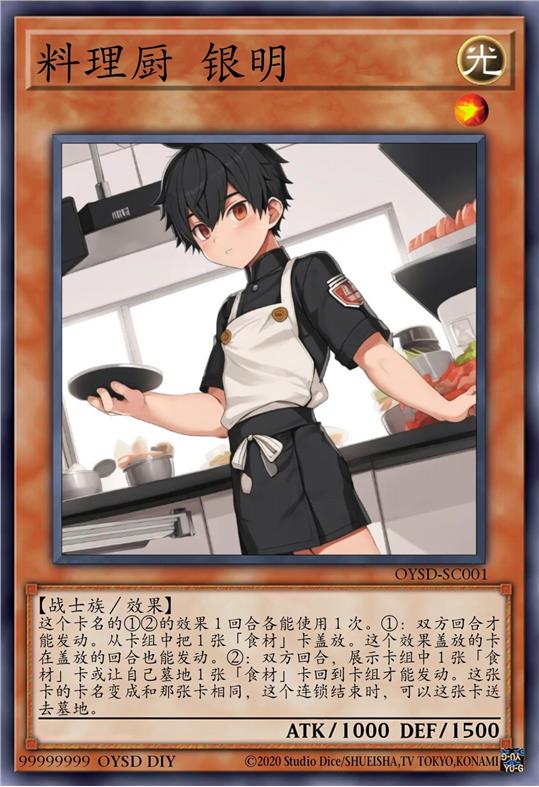 料理厨 银明
光
OYSD-SC001
【战士族／效果】
这个卡名的①②的效果１回合各能使用１次。①：双方回合才
能发动。从卡组中把１张「食材」卡盖放。这个效果盖放的卡
在盖放的回合也能发动。②：双方回合，展示卡组中１张「食
材」卡或让自己墓地１张「食材」卡回到卡组才能发动。这张
卡的卡名变成和那张卡相同，这个连锁结束时，可以这张卡送
去墓地。
ATK/1000 DEF/1500
99999999 OYSD DIY ©2020 Studio Dice/SHUEISHA,TV TOKYO,KONAMI